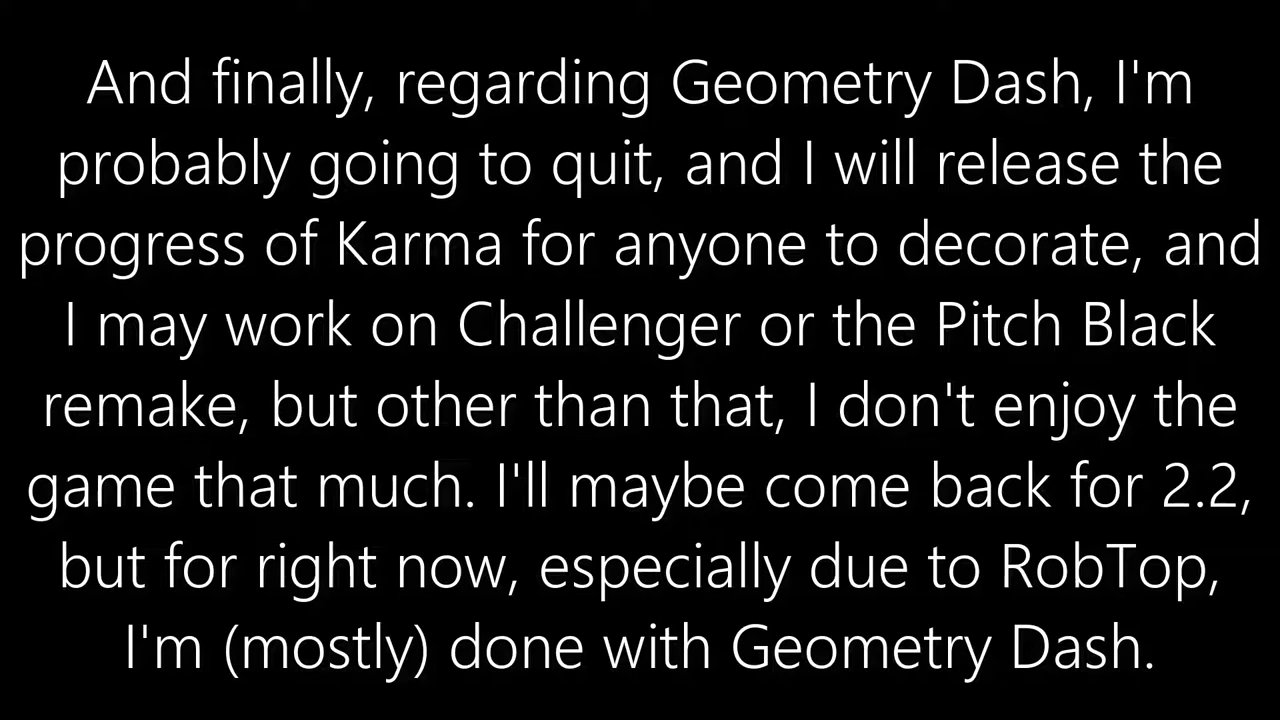 And finally, regarding Geometry Dash, I'm
probably going to quit, and I will release the
progress of Karma for anyone to decorate, and
I may work on Challenger or the Pitch Black
remake, but other than that, I don't enjoy the
game that much. I'll maybe come back for 2.2,
but for right now, especially due to RobTop,
I'm (mostly) done with Geometry Dash.